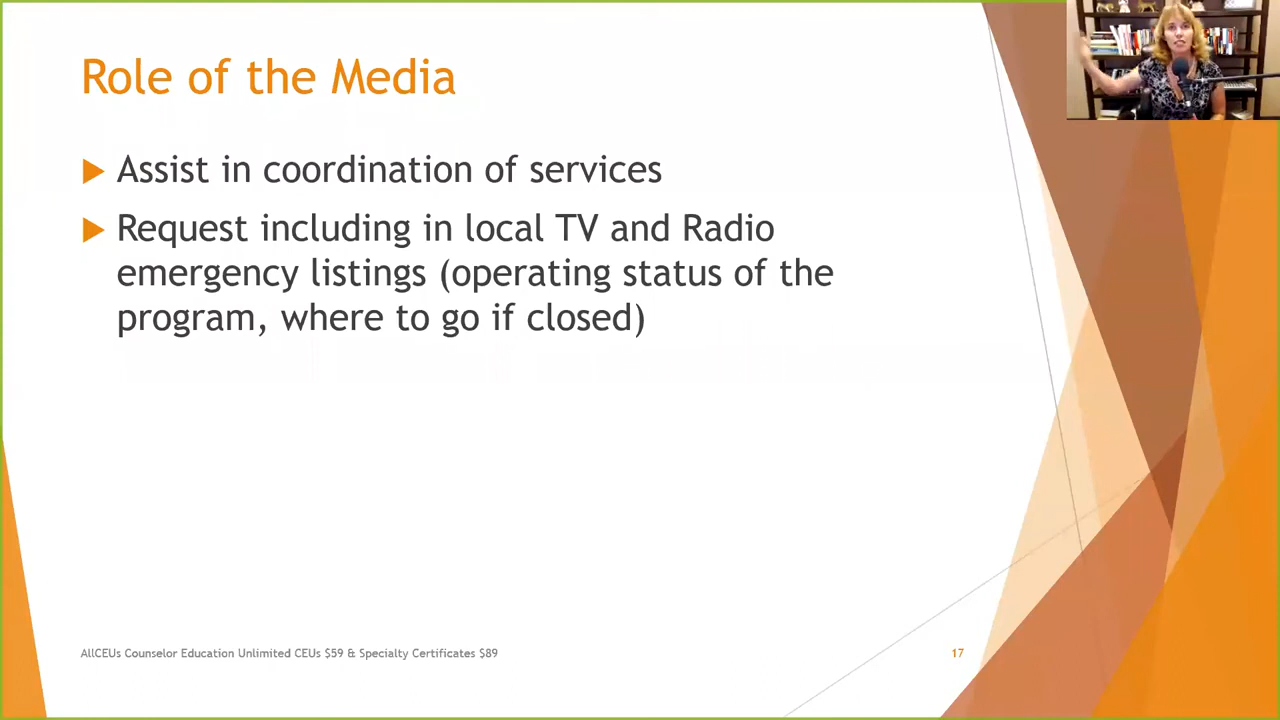 Role of the Media
Assist in coordination of services
Request including in local TV and Radio
emergency listings (operating status of the
program, where to go if closed)
AllCEUs Counselor Education Unlimited CEUs $59 & Specialty Certificates $89
17